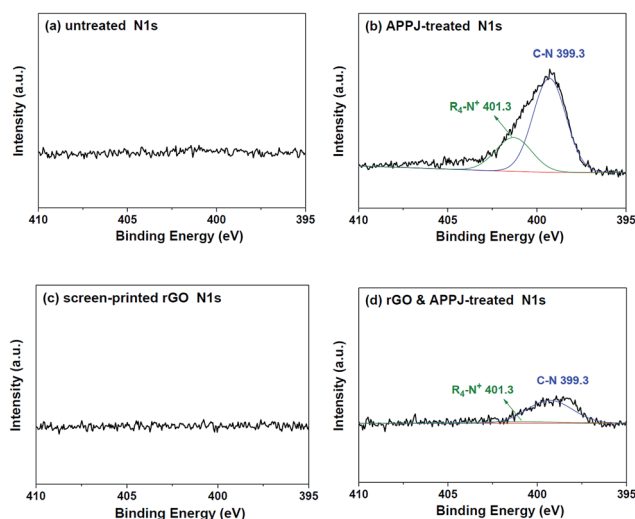 (a) untreated N1s
Intensity (a.u.)
410 405 400 395
Binding Energy (eV)
(b) APPJ-treated N1s
C-N 399.3
R₄-N⁺ 401.3
Intensity (a.u.)
410 405 400 395
Binding Energy (eV)
(c) screen-printed rGO N1s
Intensity (a.u.)
410 405 400 395
Binding Energy (eV)
(d) rGO & APPJ-treated N1s
C-N 399.3
R₄-N⁺ 401.3
Intensity (a.u.)
410 405 400 395
Binding Energy (eV)